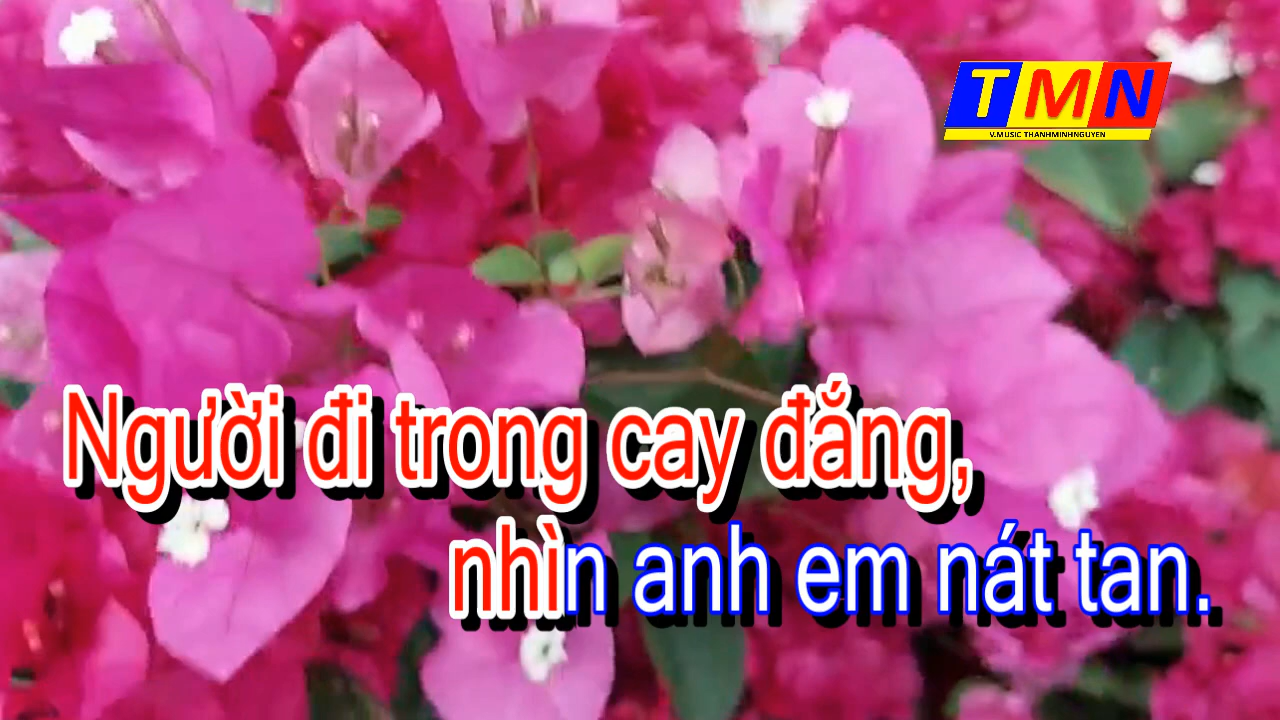 TMN
V.MUSIC THANHMINHNGUYEN
Người đi trong cay đắng,
nhìn anh em nát tan.